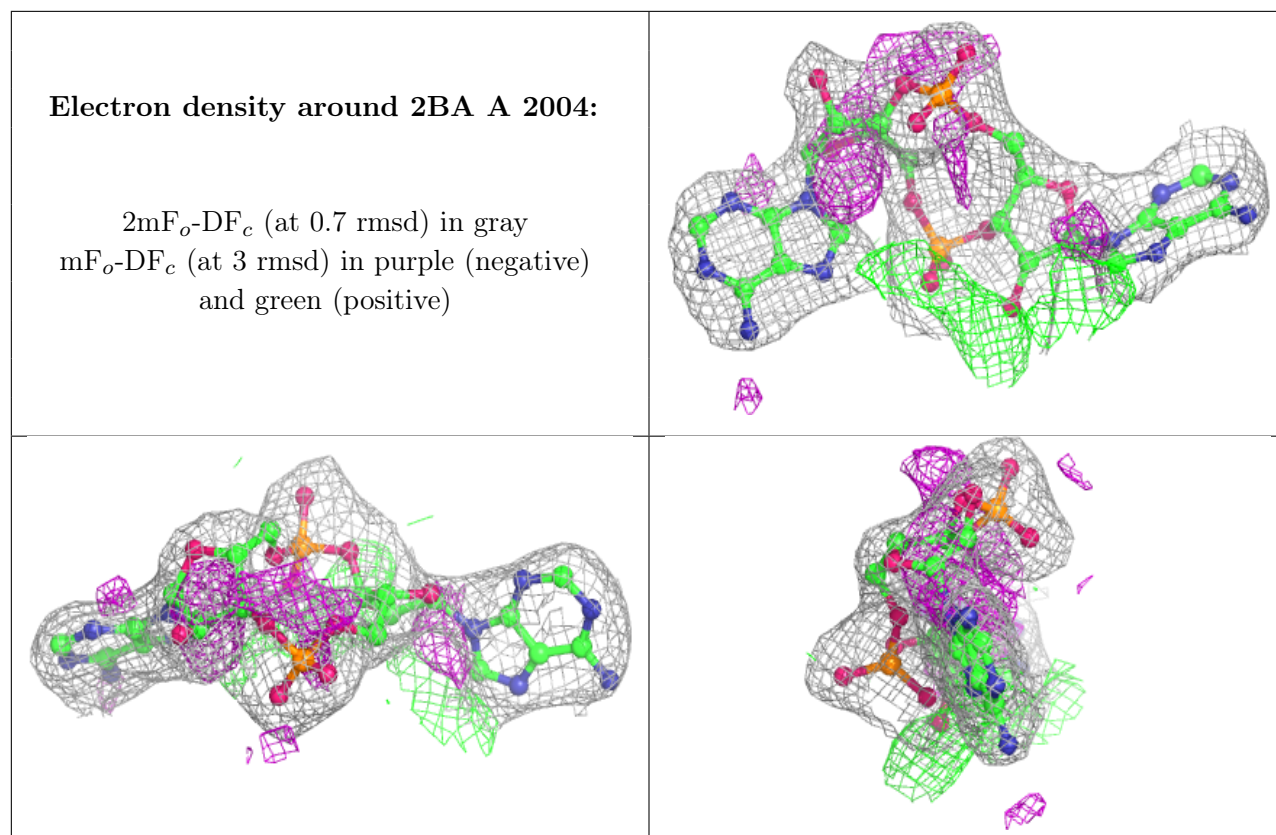 Electron density around 2BA A 2004:
2mFo-DFc (at 0.7 rmsd) in gray
mFo-DFc (at 3 rmsd) in purple (negative)
and green (positive)